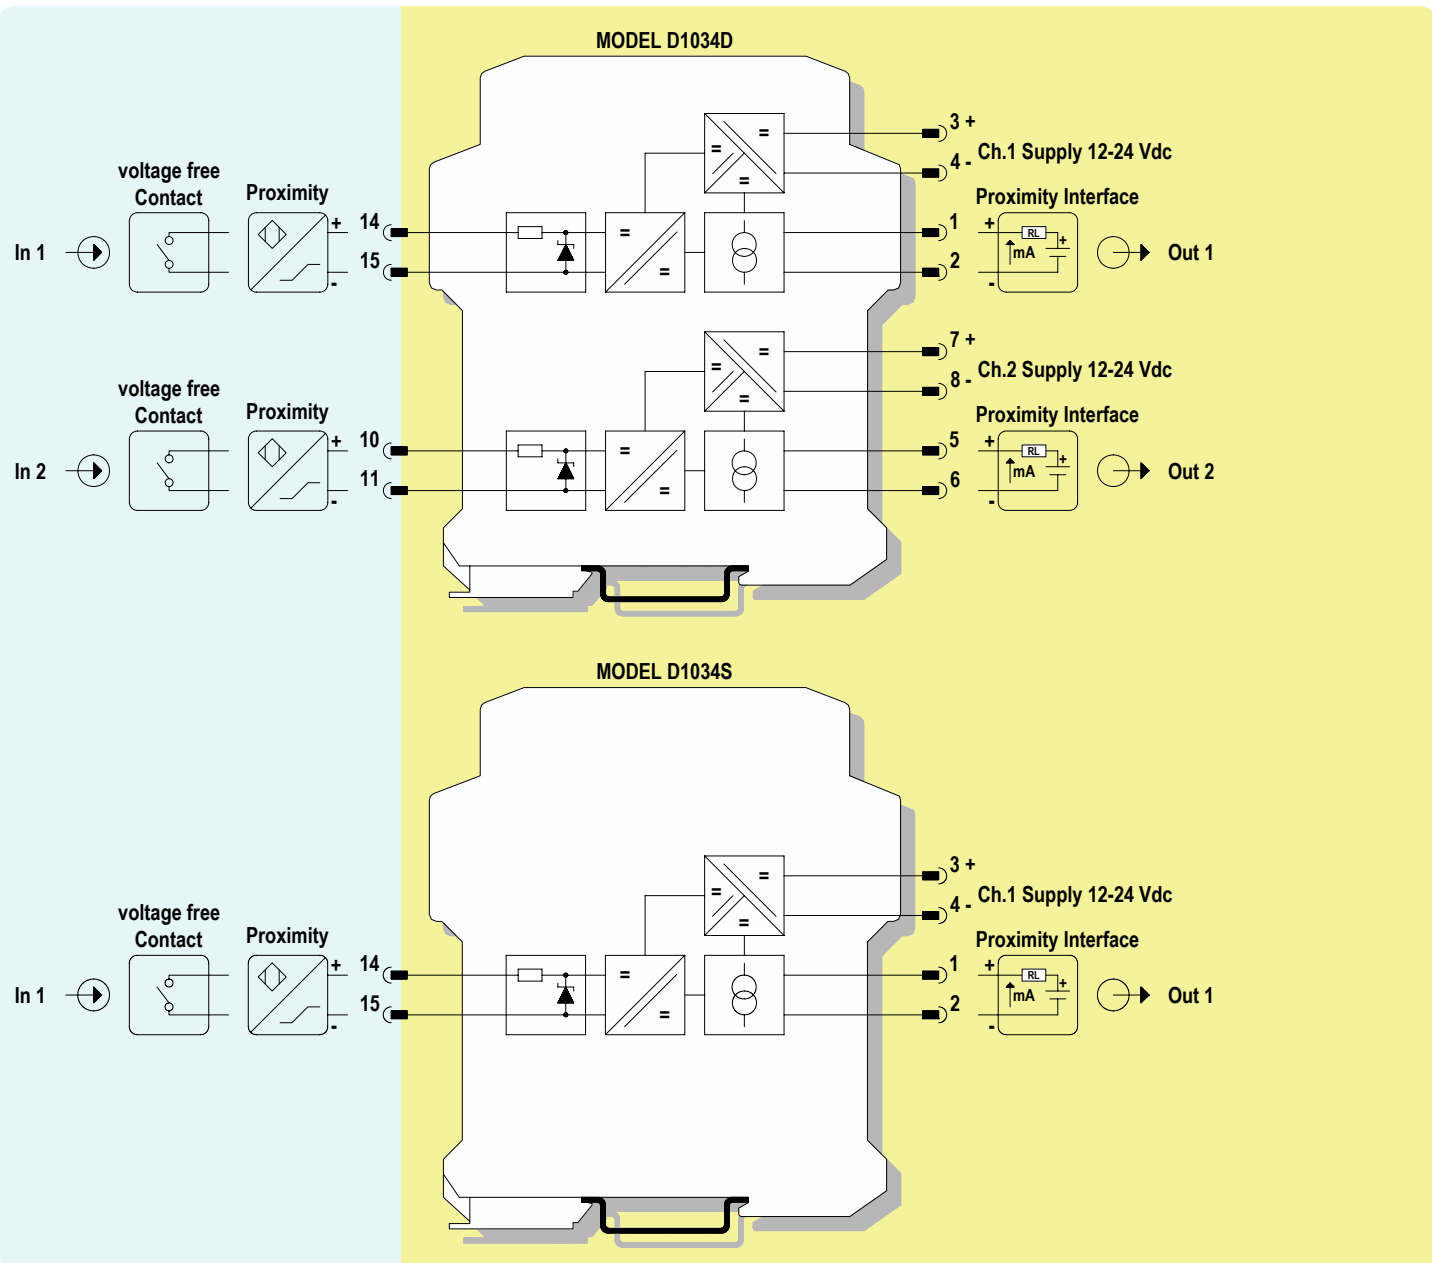 MODEL D1034D
3 +
Ch.1 Supply 12-24 Vdc
4 -
voltage free
Contact
Proximity
Proximity Interface
In 1
+
14
15
-
1
2
+
RL
+
mA
-
Out 1
7 +
Ch.2 Supply 12-24 Vdc
8 -
voltage free
Contact
Proximity
Proximity Interface
In 2
+
10
11
-
5
6
+
RL
+
mA
-
Out 2
MODEL D1034S
3 +
Ch.1 Supply 12-24 Vdc
4 -
voltage free
Contact
Proximity
Proximity Interface
In 1
+
14
15
-
1
2
+
RL
+
mA
-
Out 1